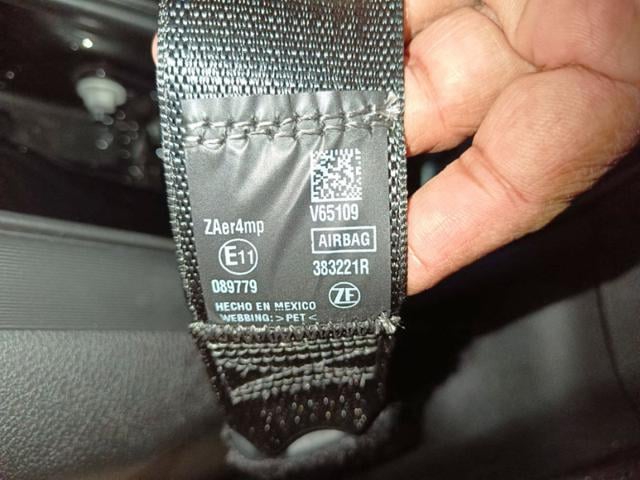 V65109
ZAer4mp
AIRBAG
E11
383221R
089779
ZF
HECHO EN MEXICO
WEBBING: >PET<